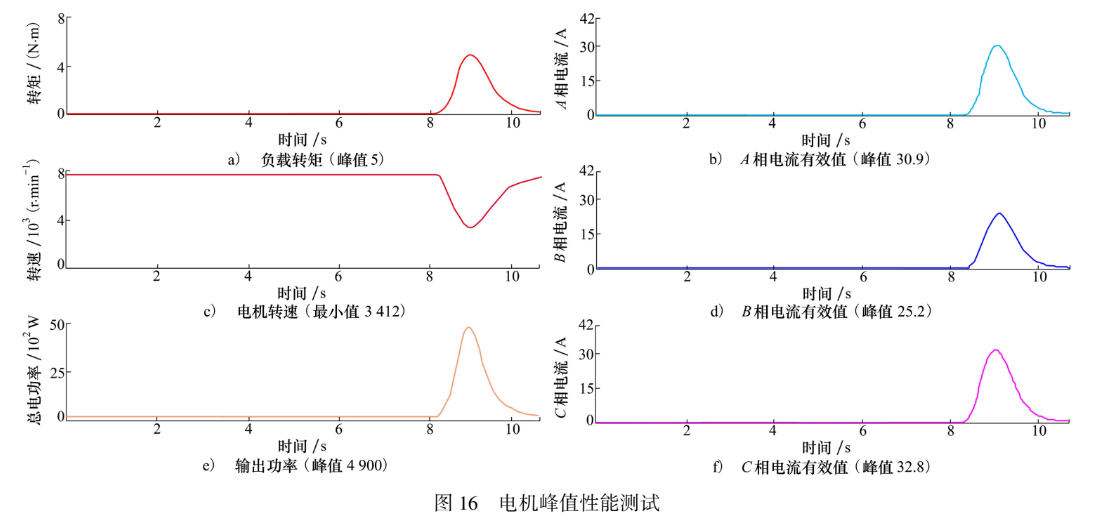 转矩 /(N·m)
8
4
0
2 4 6 8 10
时间 /s
a) 负载转矩 (峰值 5)
A相电流 /A
42
30
15
0
2 4 6 8 10
时间 /s
b) A相电流有效值 (峰值 30.9)
转速 /10³ (r·min⁻¹)
8
4
0
2 4 6 8 10
时间 /s
c) 电机转速 (最小值 3 412)
B相电流 /A
42
30
15
0
2 4 6 8 10
时间 /s
d) B相电流有效值 (峰值 25.2)
总电功率 /10² W
50
25
0
2 4 6 8 10
时间 /s
e) 输出功率 (峰值 4 900)
C相电流 /A
42
30
15
0
2 4 6 8 10
时间 /s
f) C相电流有效值 (峰值 32.8)
图 16 电机峰值性能测试